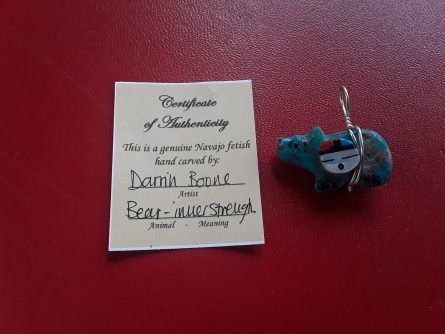 Certificate
of Authenticity
This is a genuine Navajo fetish
hand carved by:
Darrin Boone
Artist
Bear - inner strength
Animal - Meaning